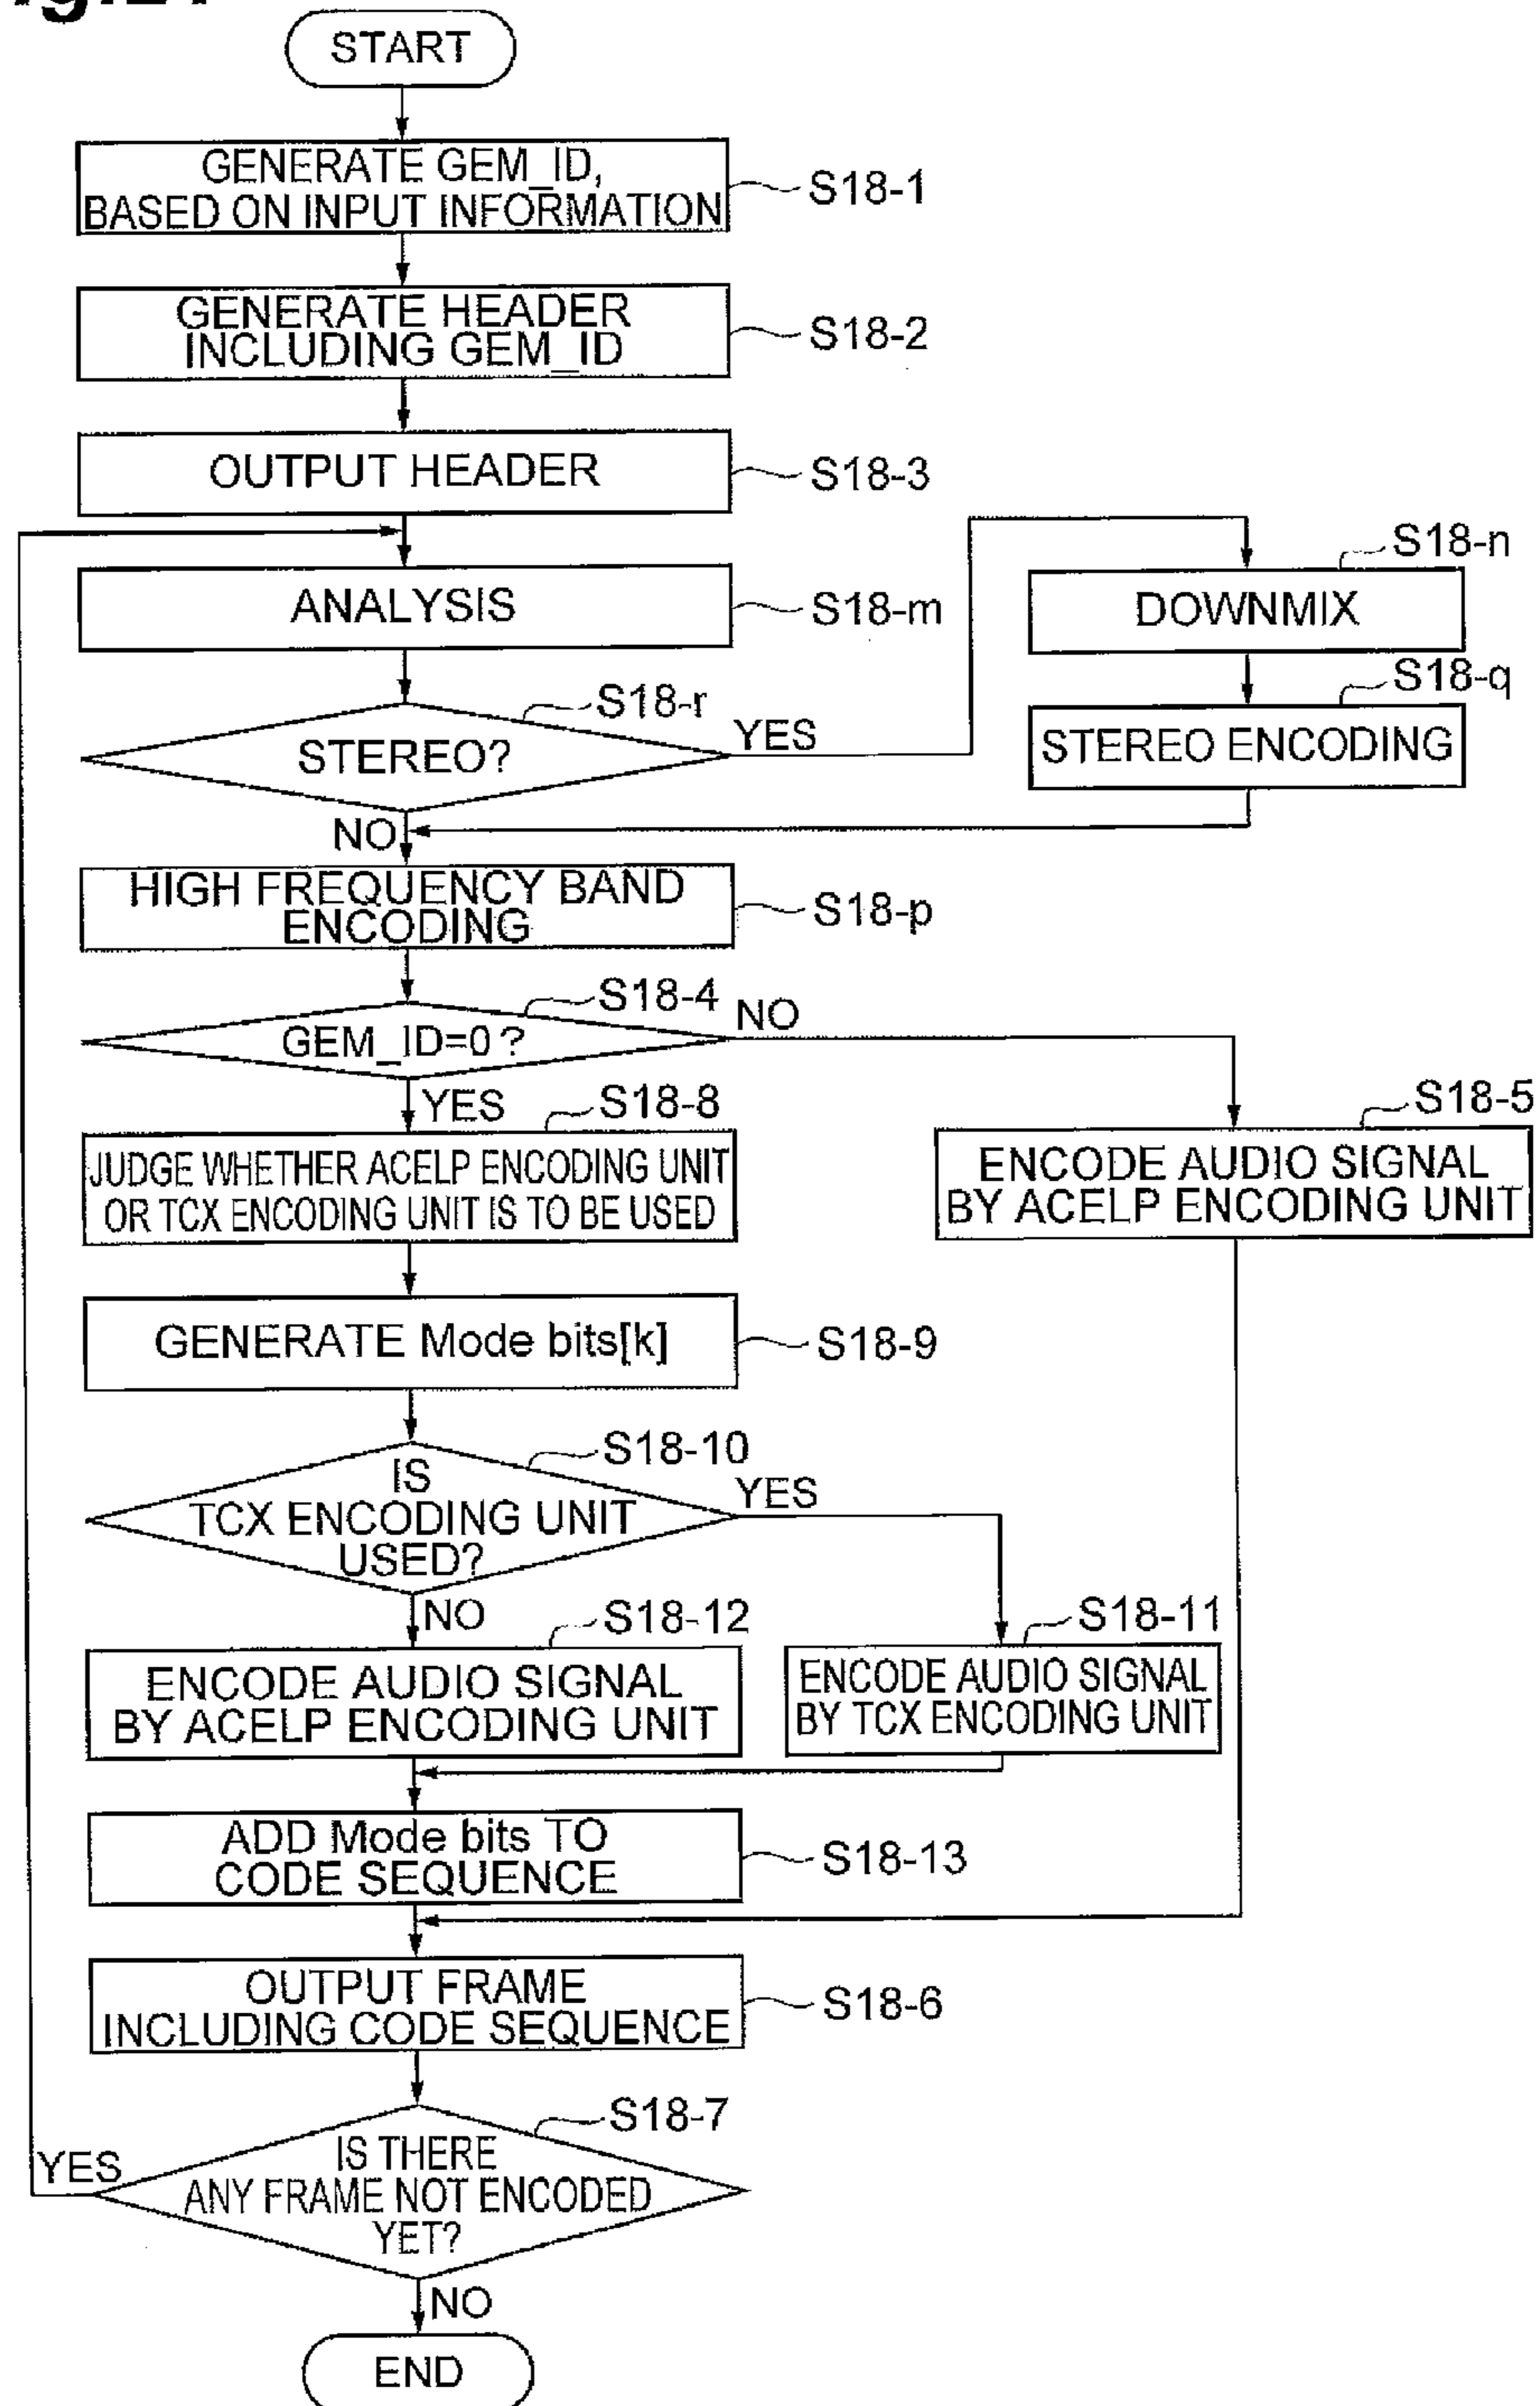 START
GENERATE GEM_ID,
BASED ON INPUT INFORMATION
S18-1
GENERATE HEADER
INCLUDING GEM_ID
S18-2
OUTPUT HEADER
S18-3
ANALYSIS
S18-m
S18-n
DOWNMIX
S18-q
STEREO ENCODING
S18-r
STEREO?
YES
NO
HIGH FREQUENCY BAND
ENCODING
S18-p
S18-4
GEM_ID=0?
NO
YES
S18-8
JUDGE WHETHER ACELP ENCODING UNIT
OR TCX ENCODING UNIT IS TO BE USED
S18-5
ENCODE AUDIO SIGNAL
BY ACELP ENCODING UNIT
GENERATE Mode bits[k]
S18-9
S18-10
IS
TCX ENCODING UNIT
USED?
YES
NO
S18-12
ENCODE AUDIO SIGNAL
BY ACELP ENCODING UNIT
S18-11
ENCODE AUDIO SIGNAL
BY TCX ENCODING UNIT
ADD Mode bits TO
CODE SEQUENCE
S18-13
OUTPUT FRAME
INCLUDING CODE SEQUENCE
S18-6
S18-7
IS THERE
ANY FRAME NOT ENCODED
YET?
YES
NO
END